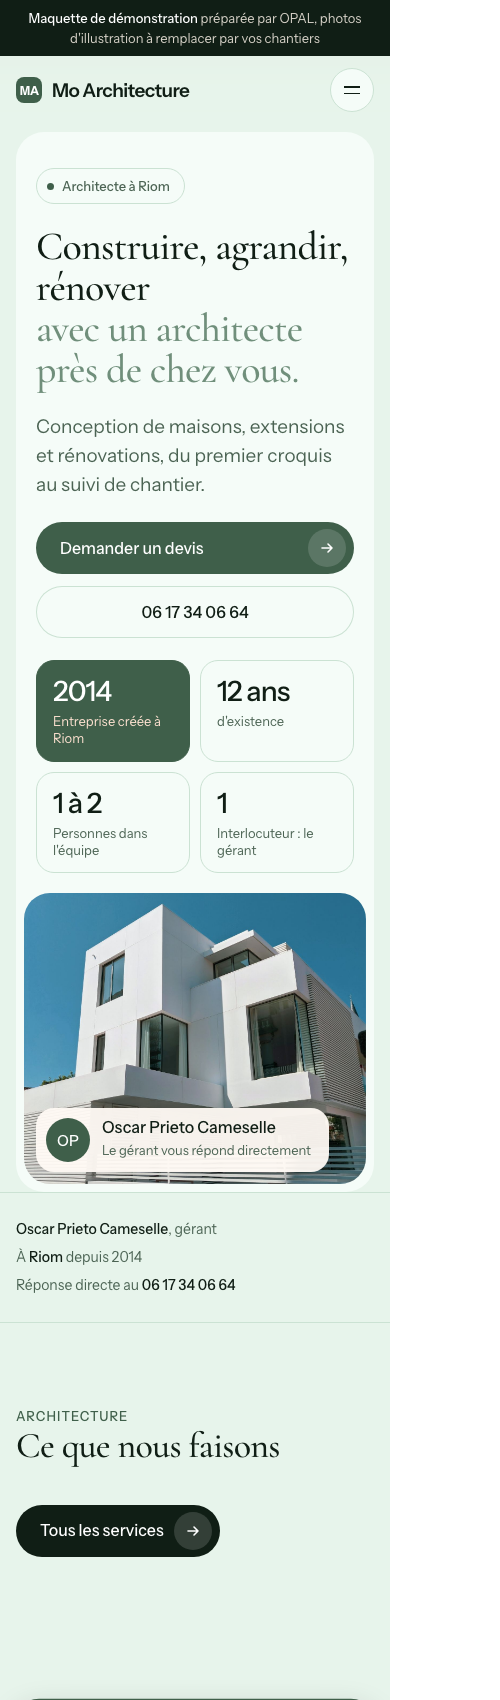 Maquette de démonstration préparée par OPAL, photos
d'illustration à remplacer par vos chantiers
MA Mo Architecture
Architecte à Riom
Construire, agrandir,
rénover
avec un architecte
près de chez vous.
Conception de maisons, extensions
et rénovations, du premier croquis
au suivi de chantier.
Demander un devis
06 17 34 06 64
2014
Entreprise créée à
Riom
12 ans
d'existence
1 à 2
Personnes dans
l'équipe
1
Interlocuteur : le
gérant
OP
Oscar Prieto Cameselle
Le gérant vous répond directement
Oscar Prieto Cameselle, gérant
À Riom depuis 2014
Réponse directe au 06 17 34 06 64
ARCHITECTURE
Ce que nous faisons
Tous les services